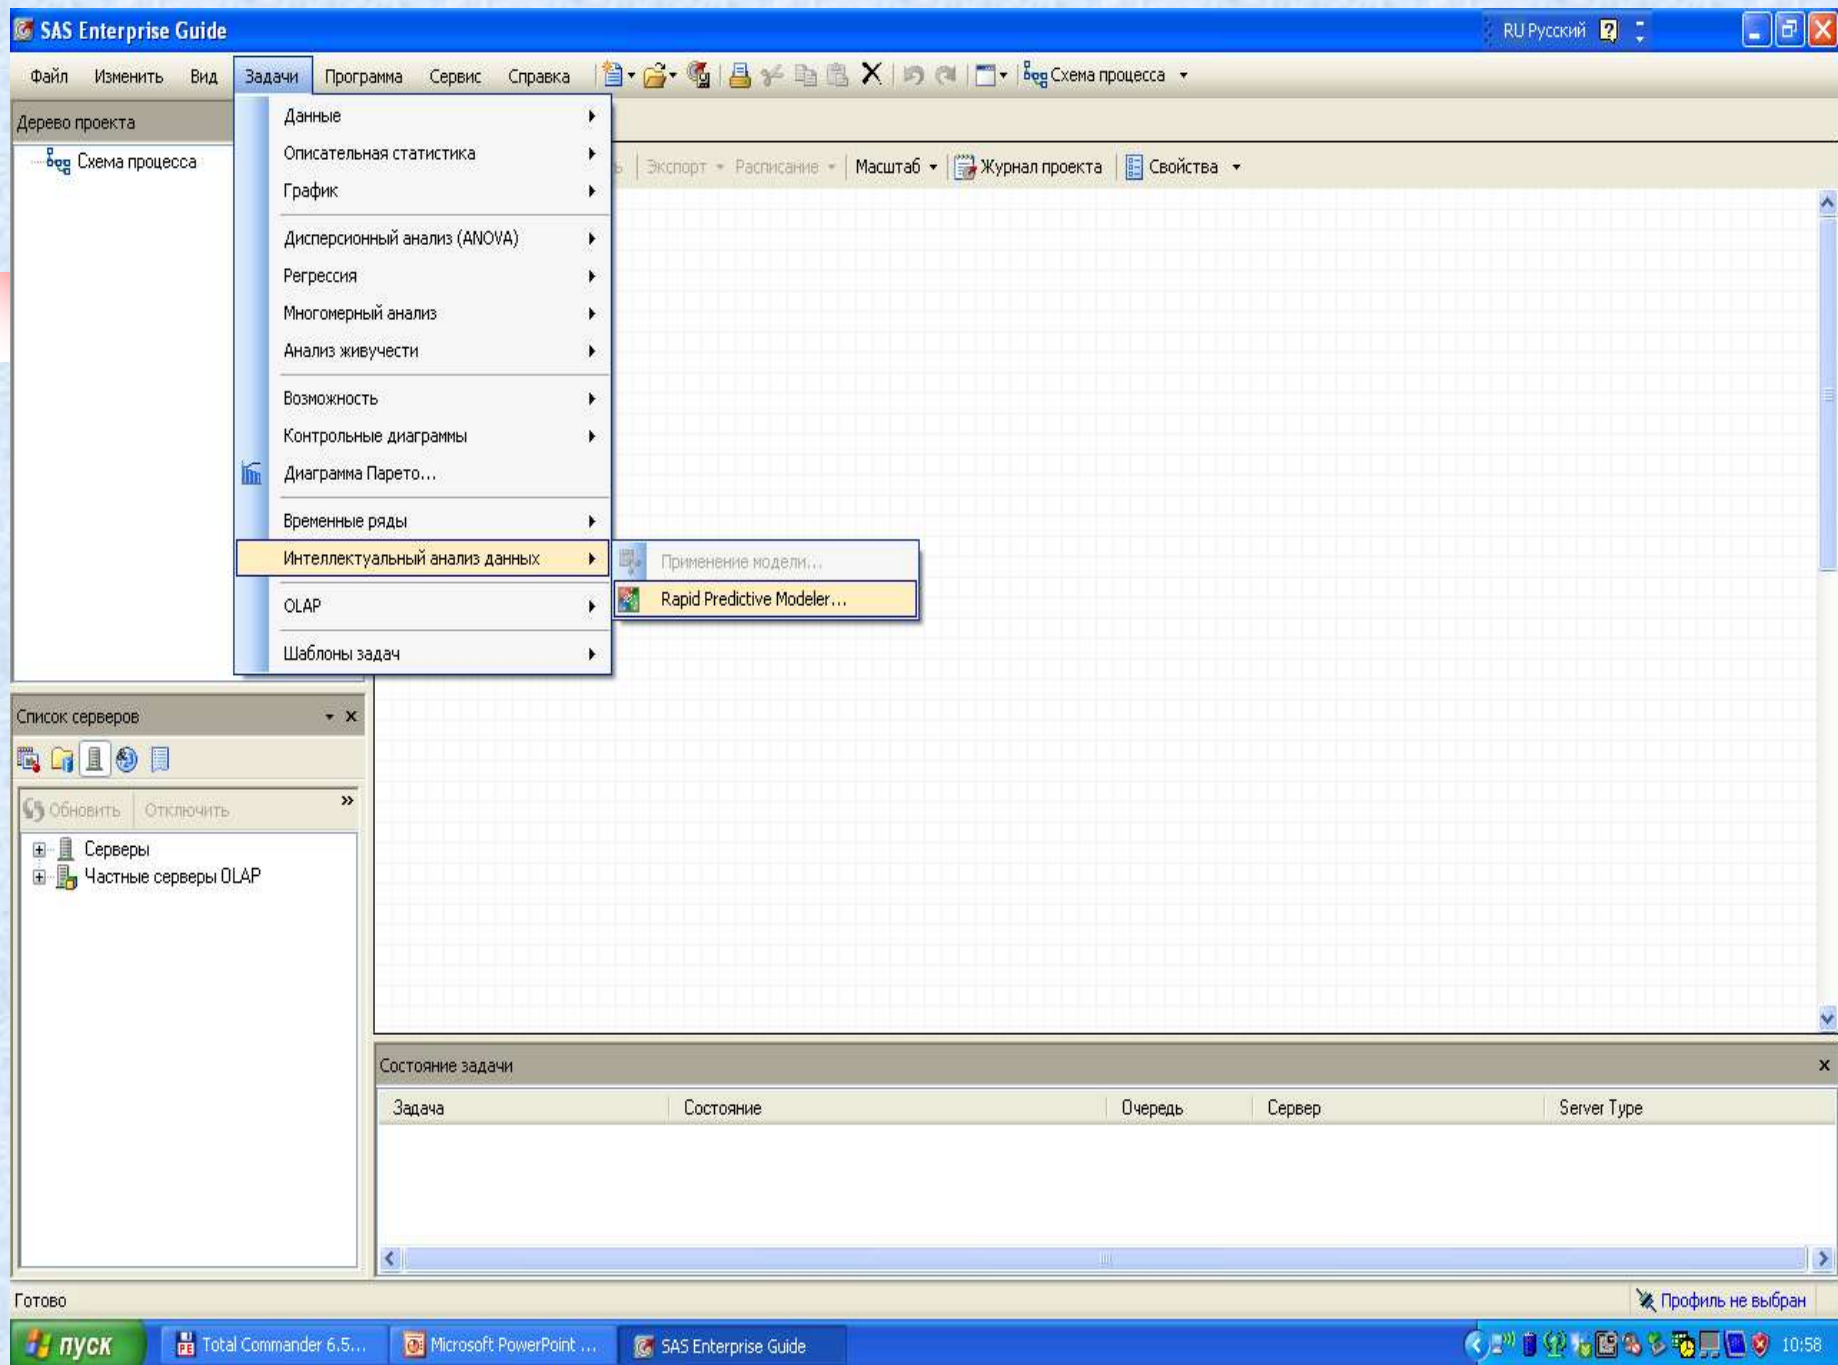 SAS Enterprise Guide
RU Русский
Файл Изменить Вид Задачи Программа Сервис Справка Схема процесса
Дерево проекта
Схема процесса
Экспорт Расписание Масштаб Журнал проекта Свойства
Данные
Описательная статистика
График
Дисперсионный анализ (ANOVA)
Регрессия
Многомерный анализ
Анализ живучести
Возможность
Контрольные диаграммы
Диаграмма Парето...
Временные ряды
Интеллектуальный анализ данных
OLAP
Шаблоны задач
Применение модели...
Rapid Predictive Modeler...
Список серверов
Обновить Отключить
Серверы
Частные серверы OLAP
Состояние задачи
Задача Состояние Очередь Сервер Server Type
Готово
Профиль не выбран
пуск Total Commander 6.5... Microsoft PowerPoint ... SAS Enterprise Guide 10:58